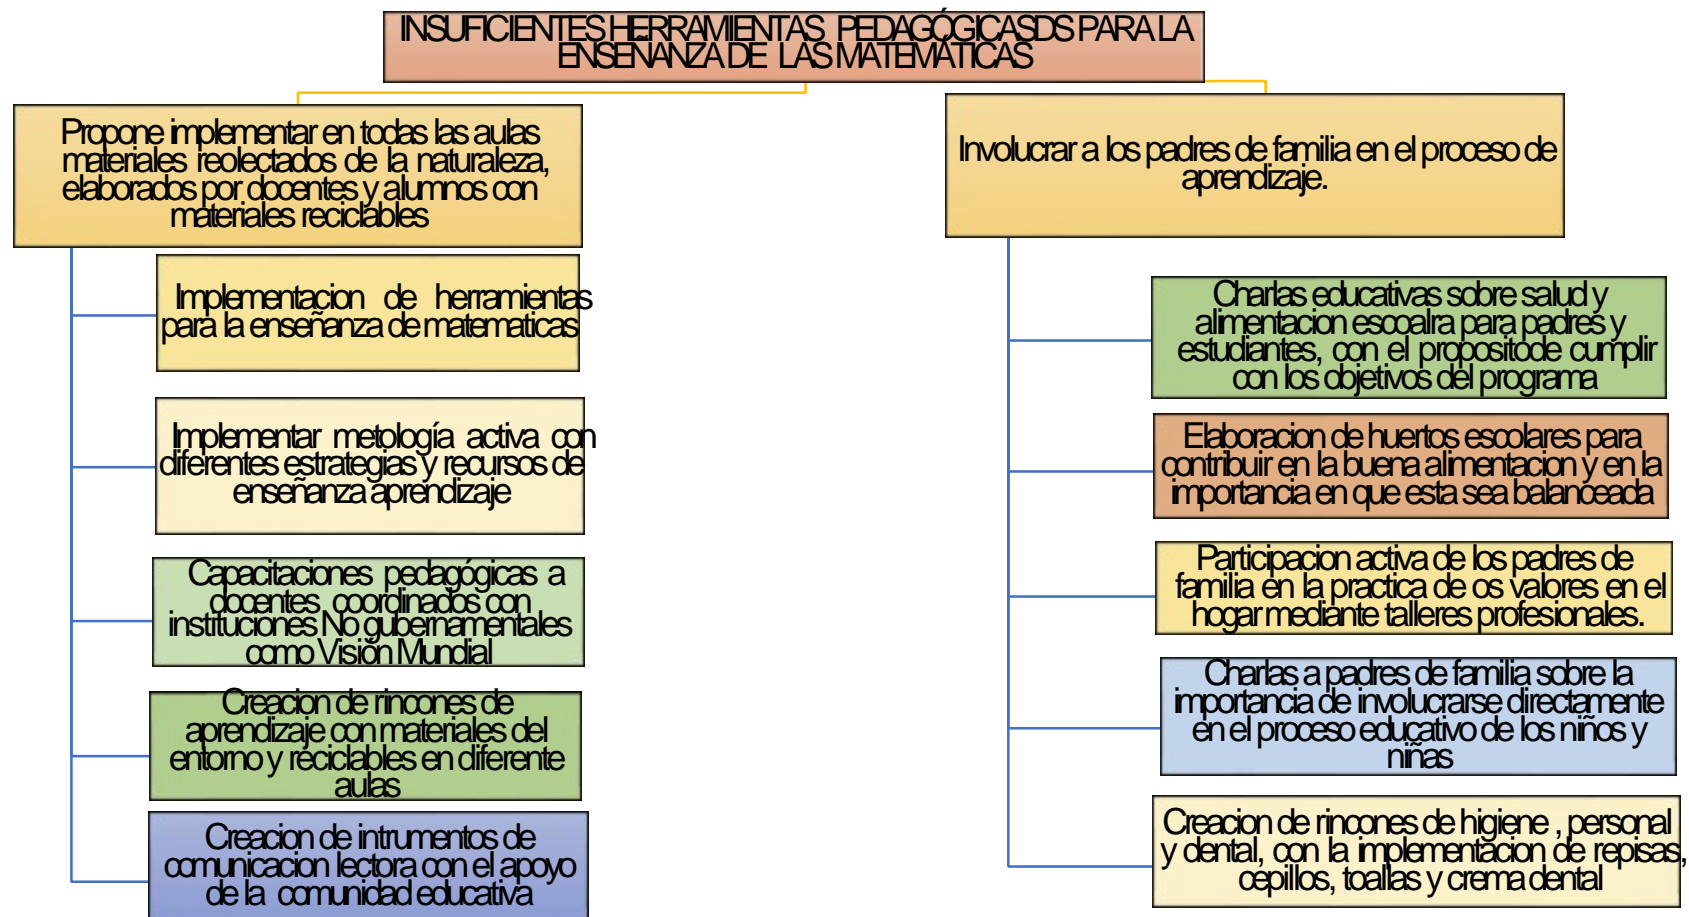 INSUFICIENTES HERRAMIENTAS PEDAGÓGICASDS PARA LA
ENSEÑANZA DE LAS MATEMÁTICAS
Propone implementar en todas las aulas
materiales reolectados de la naturaleza,
elaborados por docentes y alumnos con
materiales reciclables
Implementacion de herramientas
para la enseñanza de matematicas
Implementar metología activa con
diferentes estrategias y recursos de
enseñanza aprendizaje
Capacitaciones pedagógicas a
docentes coordinados con
instituciones No gubernamentales
como Visión Mundial
Creacion de rincones de
aprendizaje con materiales del
entorno y reciclables en diferente
aulas
Creacion de intrumentos de
comunicacion lectora con el apoyo
de la comunidad educativa
Involucrar a los padres de familia en el proceso de
aprendizaje.
Charlas educativas sobre salud y
alimentacion escoalra para padres y
estudiantes, con el propositode cumplir
con los objetivos del programa
Elaboracion de huertos escolares para
contribuir en la buena alimentacion y en la
importancia en que esta sea balanceada
Participacion activa de los padres de
familia en la practica de os valores en el
hogar mediante talleres profesionales.
Charlas a padres de familia sobre la
importancia de involucrarse directamente
en el proceso educativo de los niños y
niñas
Creacion de rincones de higiene , personal
y dental, con la implementacion de repisas,
cepillos, toallas y crema dental